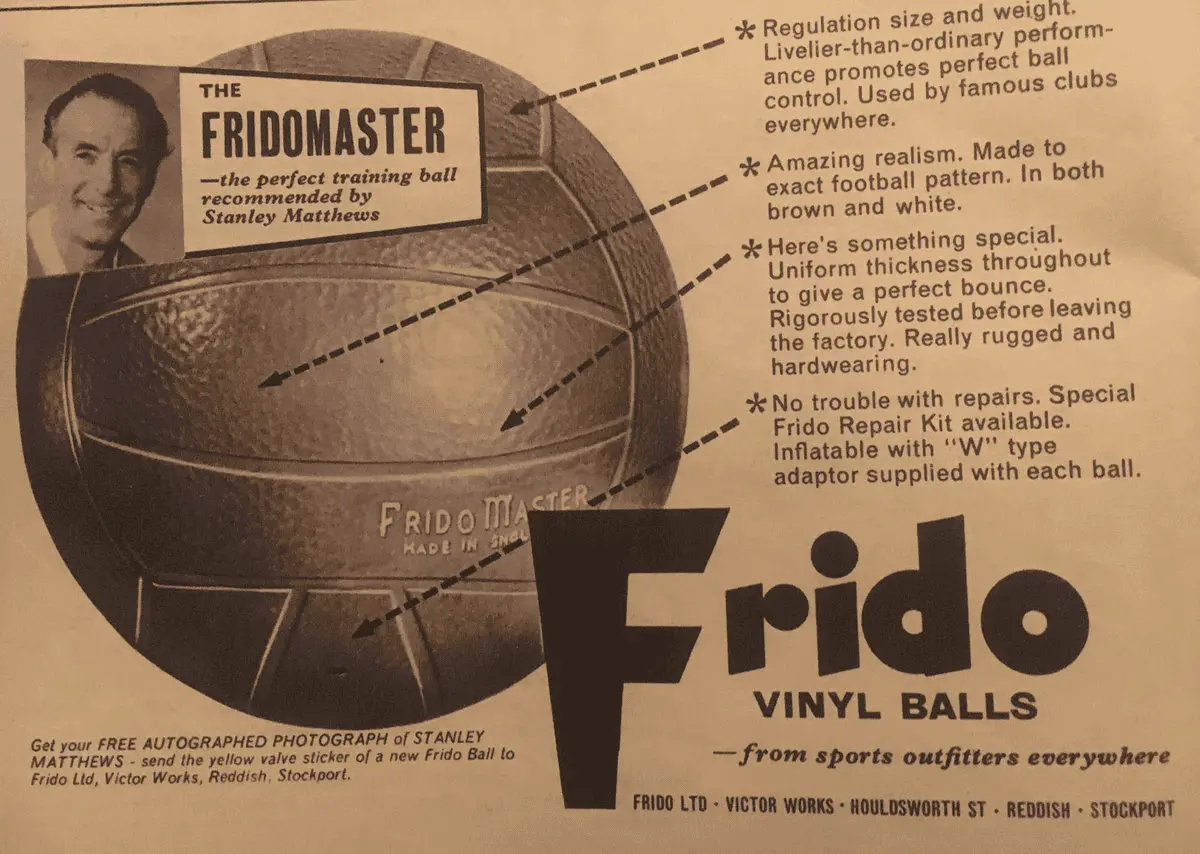 THE
FRIDOMASTER
—the perfect training ball
recommended by
Stanley Matthews
* Regulation size and weight.
Livelier-than-ordinary perform-
ance promotes perfect ball
control. Used by famous clubs
everywhere.
* Amazing realism. Made to
exact football pattern. In both
brown and white.
* Here's something special.
Uniform thickness throughout
to give a perfect bounce.
Rigorously tested before leaving
the factory. Really rugged and
hardwearing.
* No trouble with repairs. Special
Frido Repair Kit available.
Inflatable with "W" type
adaptor supplied with each ball.
FRIDO MASTER
MADE IN
Frido
VINYL BALLS
—from sports outfitters everywhere
Get your FREE AUTOGRAPHED PHOTOGRAPH of STANLEY
MATTHEWS - send the yellow valve sticker of a new Frido Ball to
Frido Ltd, Victor Works, Reddish, Stockport.
FRIDO LTD · VICTOR WORKS · HOULDSWORTH ST · REDDISH · STOCKPORT